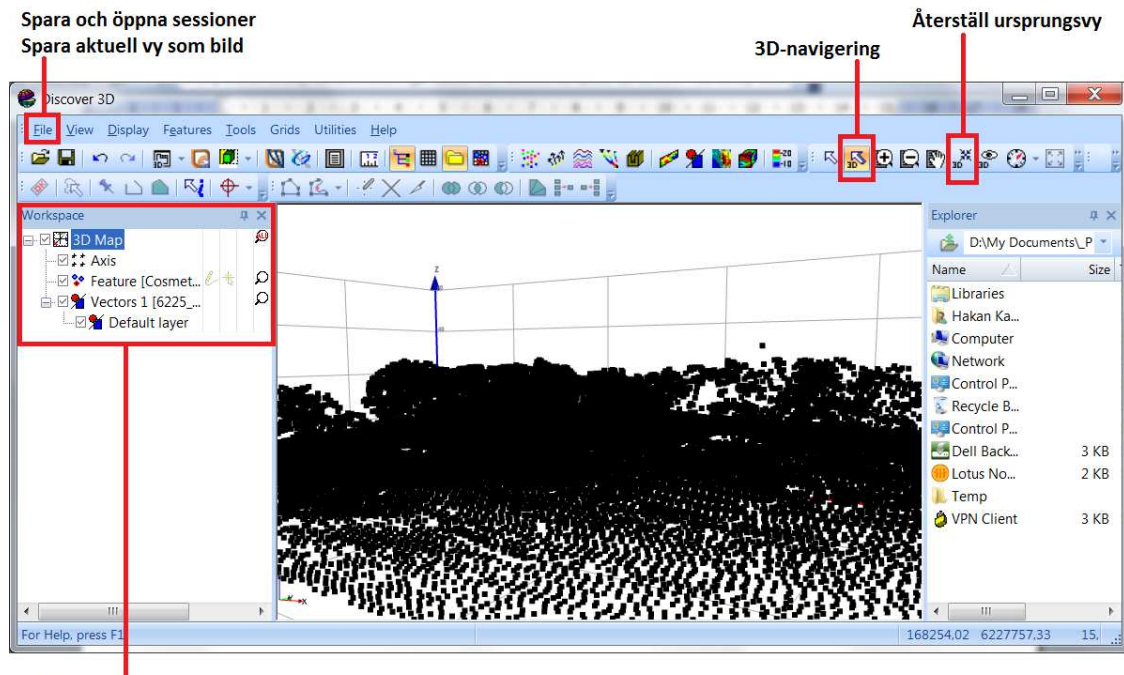 Spara och öppna sessioner
Spara aktuell vy som bild
3D-navigering
Återställ ursprungsvy
Discover 3D
File View Display Features Tools Grids Utilities Help
Workspace
3D Map
Axis
Feature [Cosmet...
Vectors 1 [6225_...
Default layer
Z
X
Explorer
D:\My Documents\_P
Name Size
Libraries
Hakan Ka...
Computer
Network
Control P...
Recycle B...
Control P...
Dell Back... 3 KB
Lotus No... 2 KB
Temp
VPN Client 3 KB
For Help, press F1
168254,02 6227757,33 15,